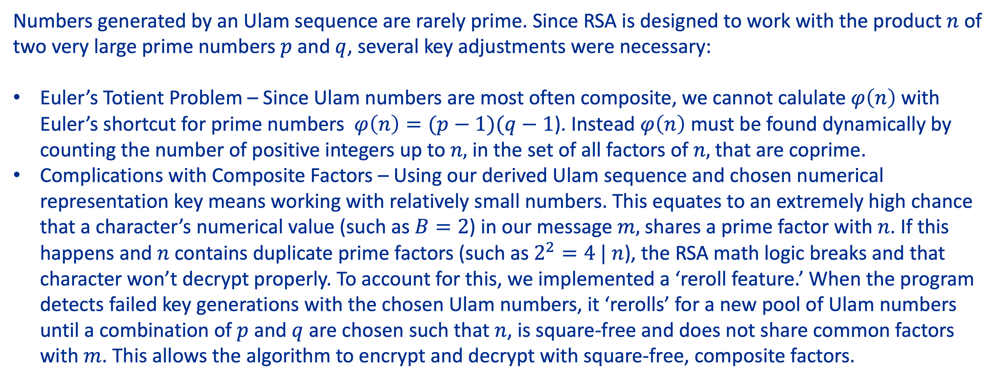 Numbers generated by an Ulam sequence are rarely prime. Since RSA is designed to work with the product n of
two very large prime numbers p and q, several key adjustments were necessary:
• Euler’s Totient Problem – Since Ulam numbers are most often composite, we cannot calulate φ(n) with
Euler’s shortcut for prime numbers φ(n) = (p − 1)(q − 1). Instead φ(n) must be found dynamically by
counting the number of positive integers up to n, in the set of all factors of n, that are coprime.
• Complications with Composite Factors – Using our derived Ulam sequence and chosen numerical
representation key means working with relatively small numbers. This equates to an extremely high chance
that a character’s numerical value (such as B = 2) in our message m, shares a prime factor with n. If this
happens and n contains duplicate prime factors (such as 2² = 4 | n), the RSA math logic breaks and that
character won’t decrypt properly. To account for this, we implemented a ‘reroll feature.’ When the program
detects failed key generations with the chosen Ulam numbers, it ‘rerolls’ for a new pool of Ulam numbers
until a combination of p and q are chosen such that n, is square-free and does not share common factors
with m. This allows the algorithm to encrypt and decrypt with square-free, composite factors.